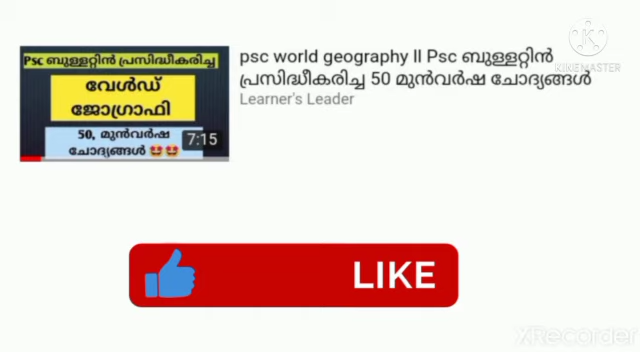 Psc ബുള്ളറ്റിൻ പ്രസിദ്ധീകരിച്ച
വേൾഡ്
ജോഗ്രാഫി
50, മുൻവർഷ
ചോദ്യങ്ങൾ 🤩🤩
7:15
psc world geography II Psc ബുള്ളറ്റിൻ
പ്രസിദ്ധീകരിച്ച 50 മുൻവർഷ ചോദ്യങ്ങൾ
Learner's Leader
K
KINEMASTER
LIKE
XRecorder